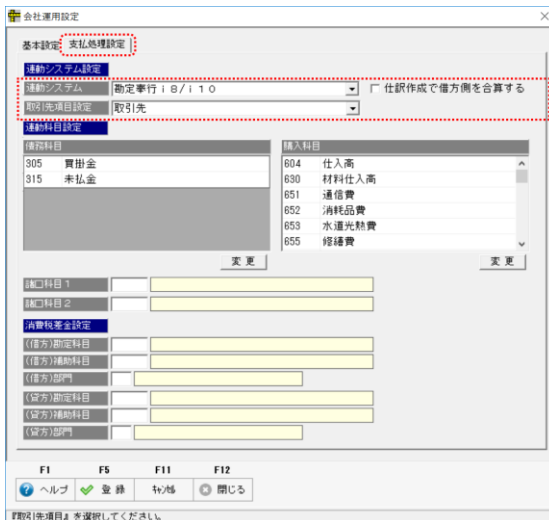 会社運用設定
基本設定 支払処理設定
連動システム設定
連動システム 勘定奉行ｉ８/ｉ１０ 仕訳作成で借方側を合算する
取引先項目設定 取引先
連動科目設定
債務科目 購入科目
305 買掛金
315 未払金
604 仕入高
630 材料仕入高
651 通信費
652 消耗品費
653 水道光熱費
655 修繕費
変更 変更
諸口科目１
諸口科目２
消費税差金設定
(借方)勘定科目
(借方)補助科目
(借方)部門
(貸方)勘定科目
(貸方)補助科目
(貸方)部門
F1 F5 F11 F12
ヘルプ 登録 ｷｬﾝｾﾙ 閉じる
『取引先項目』を選択してください。